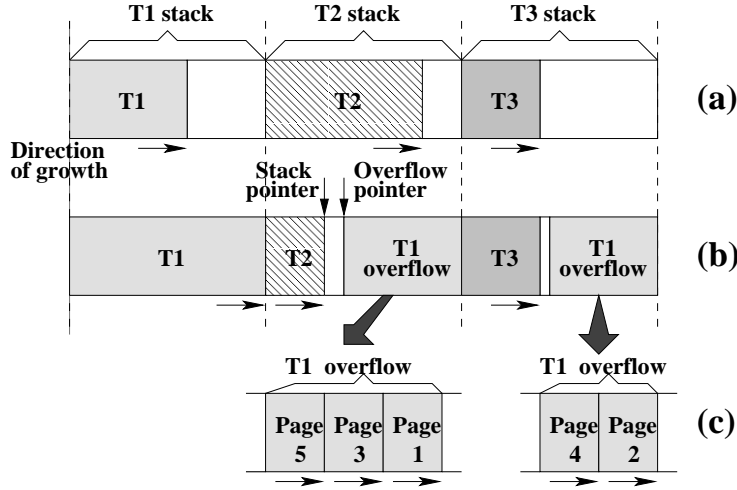 T1 stack
T2 stack
T3 stack
T1
T2
T3
(a)
Direction
of growth
Stack
pointer
Overflow
pointer
T1
T2
T1
overflow
T3
T1
overflow
(b)
T1 overflow
T1 overflow
Page
5
Page
3
Page
1
Page
4
Page
2
(c)